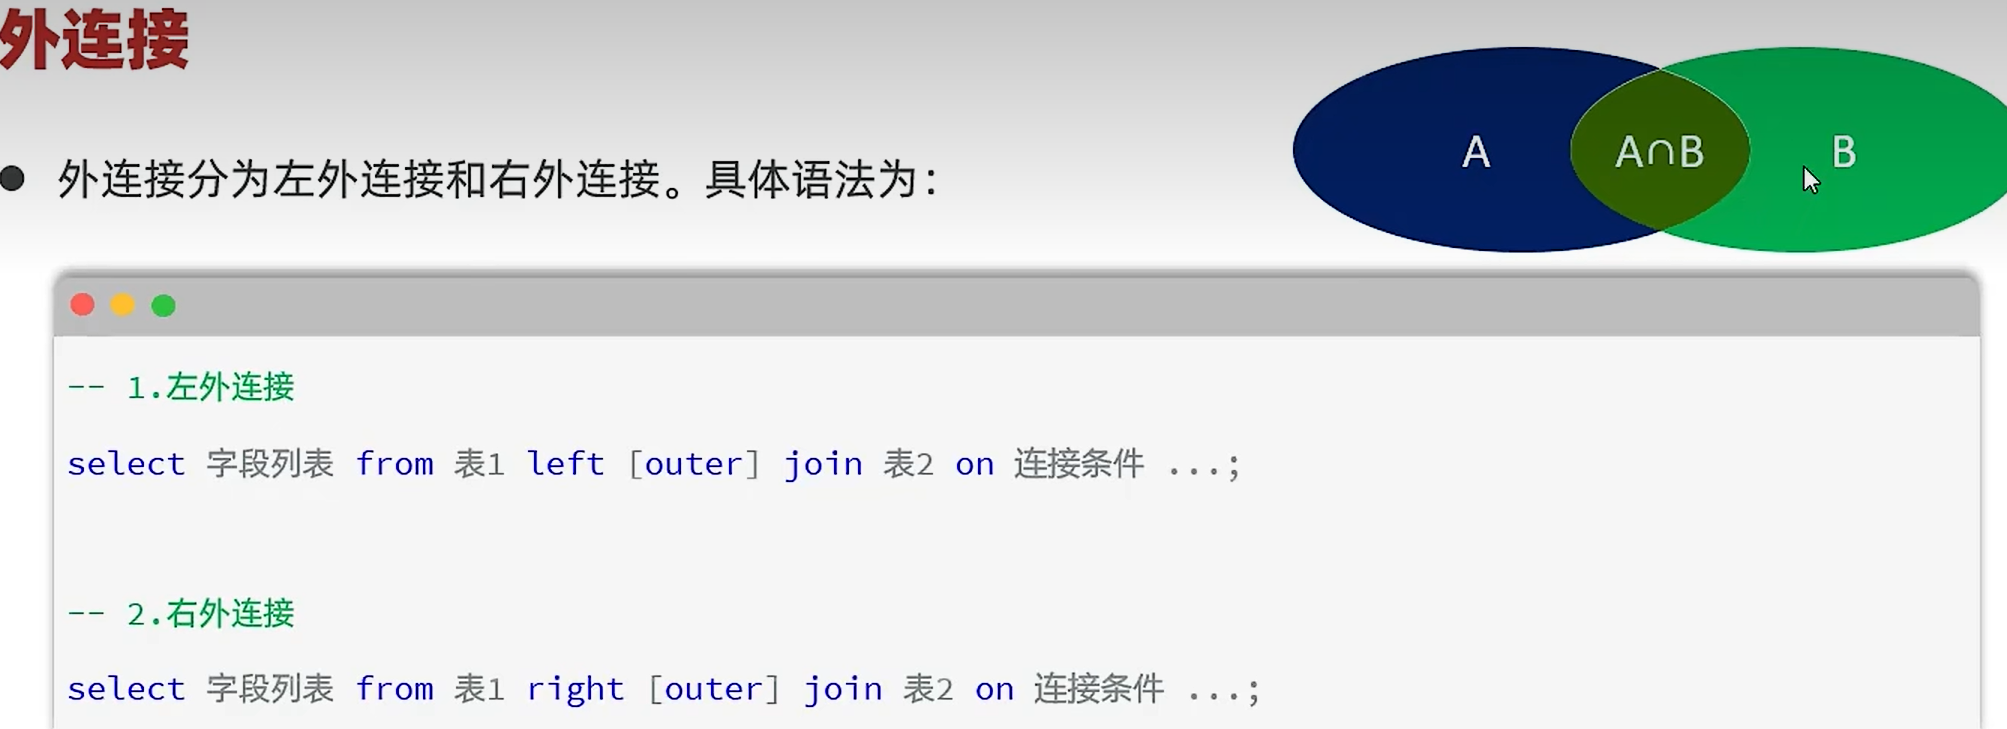 外连接
A A∩B B
外连接分为左外连接和右外连接。具体语法为：
-- 1.左外连接
select 字段列表 from 表1 left [outer] join 表2 on 连接条件 ...;
-- 2.右外连接
select 字段列表 from 表1 right [outer] join 表2 on 连接条件 ...;